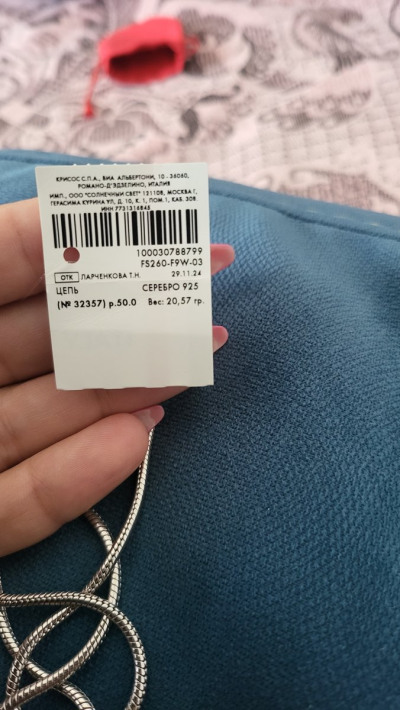 КРИСОС С.П.А., ВИА АЛЬБЕРТОНИ, 10 - 36060,
РОМАНО-Д'ЭДЗЕЛИНО, ИТАЛИЯ
ИМП., ООО "СОЛНЕЧНЫЙ СВЕТ" 121108, МОСКВА Г,
ГЕРАСИМА КУРИНА УЛ, Д. 10, К. 1, ПОМ. 1, КАБ. 308.
ИНН 7731316845
100030788799
FS260-F9W-03
ОТК ЛАРЧЕНКОВА Т.Н. 29.11.24
ЦЕПЬ СЕРЕБРО 925
(№ 32357) р.50.0 Вес: 20,57 гр.